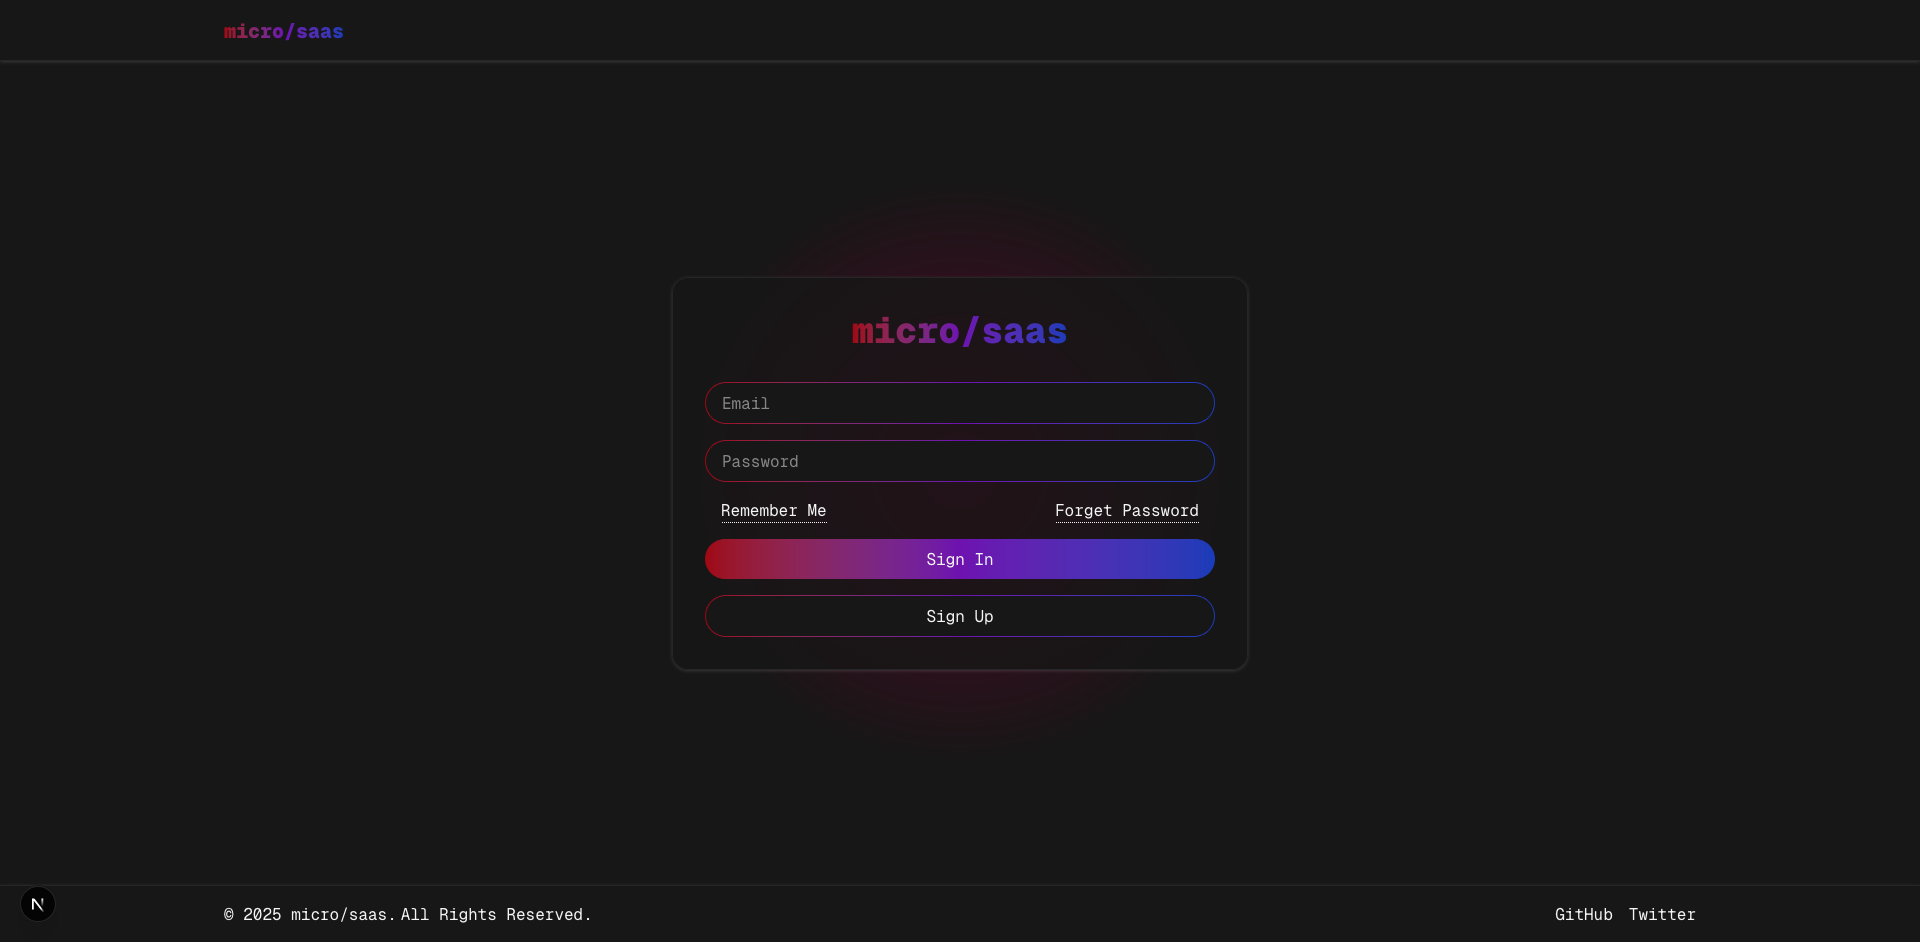 micro/saas
micro/saas
Email
Password
Remember Me Forget Password
Sign In
Sign Up
N
© 2025 micro/saas. All Rights Reserved. GitHub Twitter